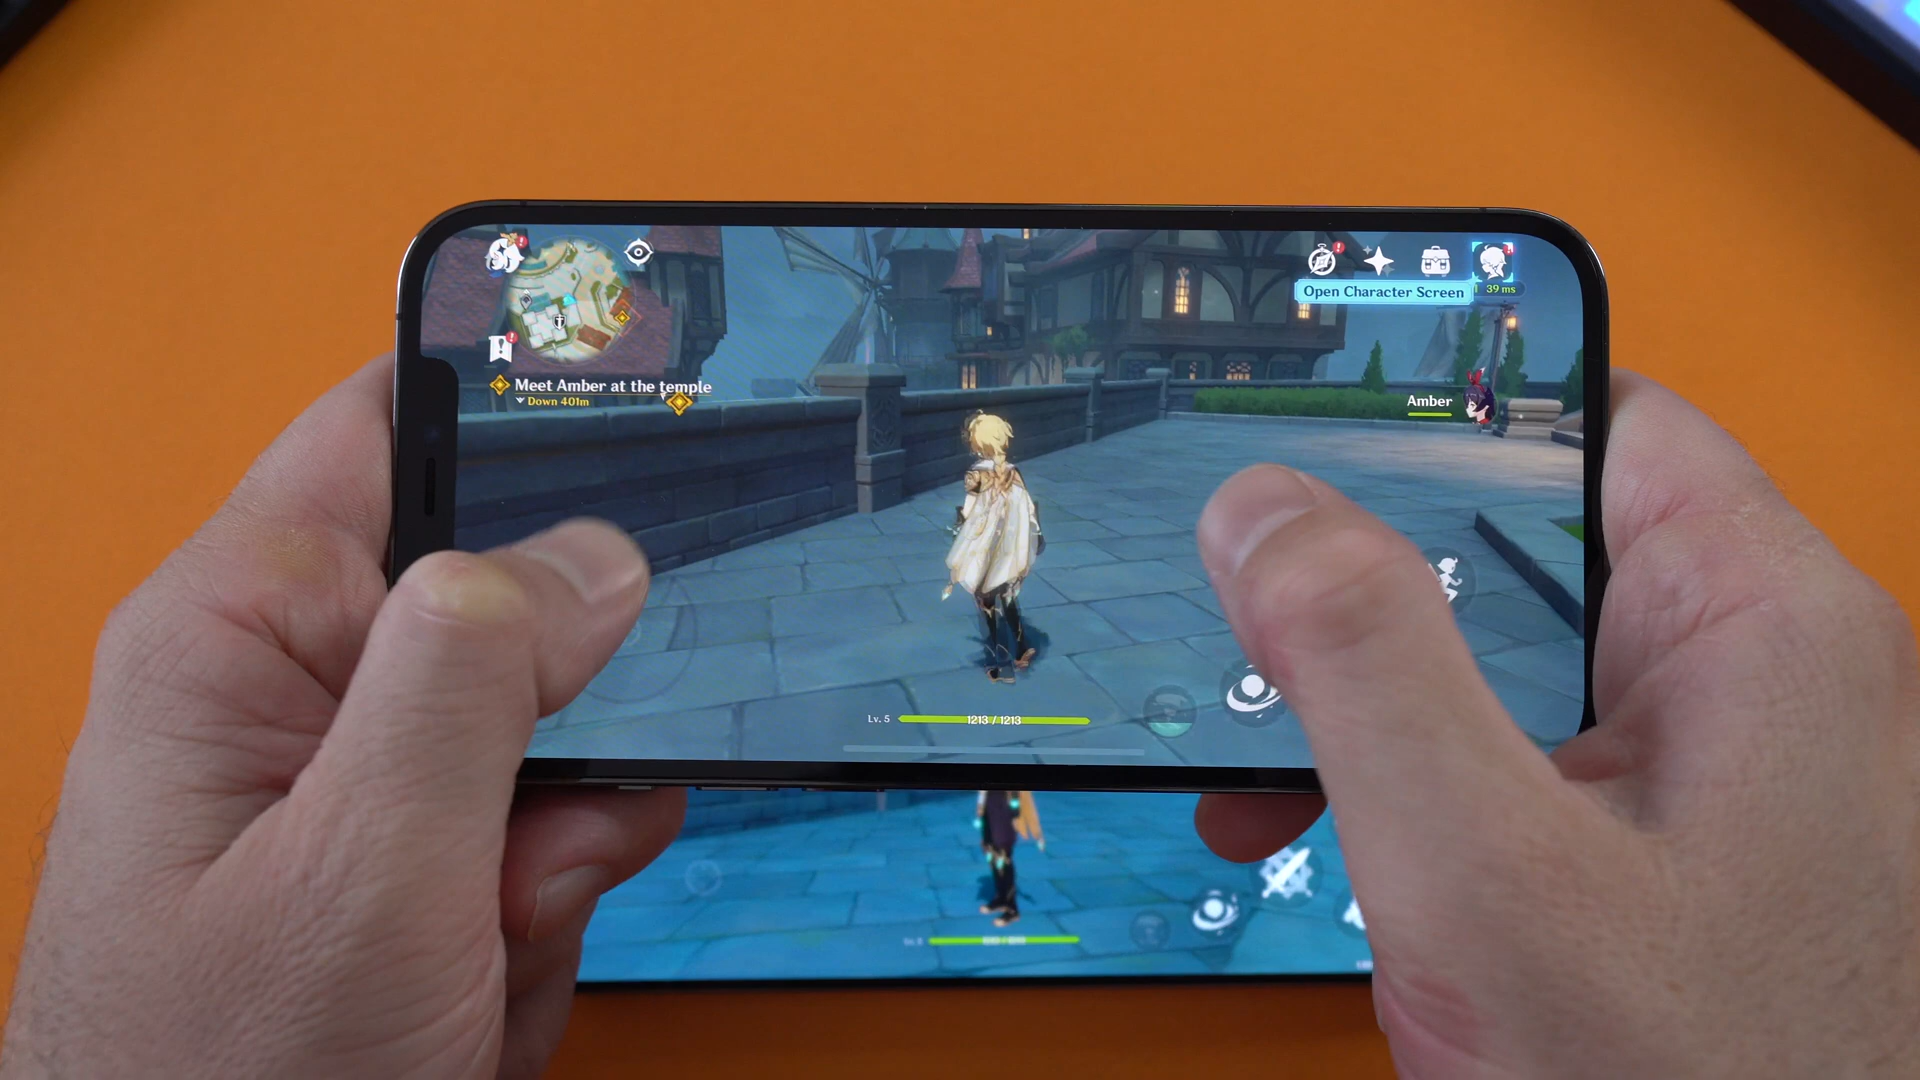 Open Character Screen
39 ms
Meet Amber at the temple
Down 401m
Amber
Lv. 5
1213 / 1213